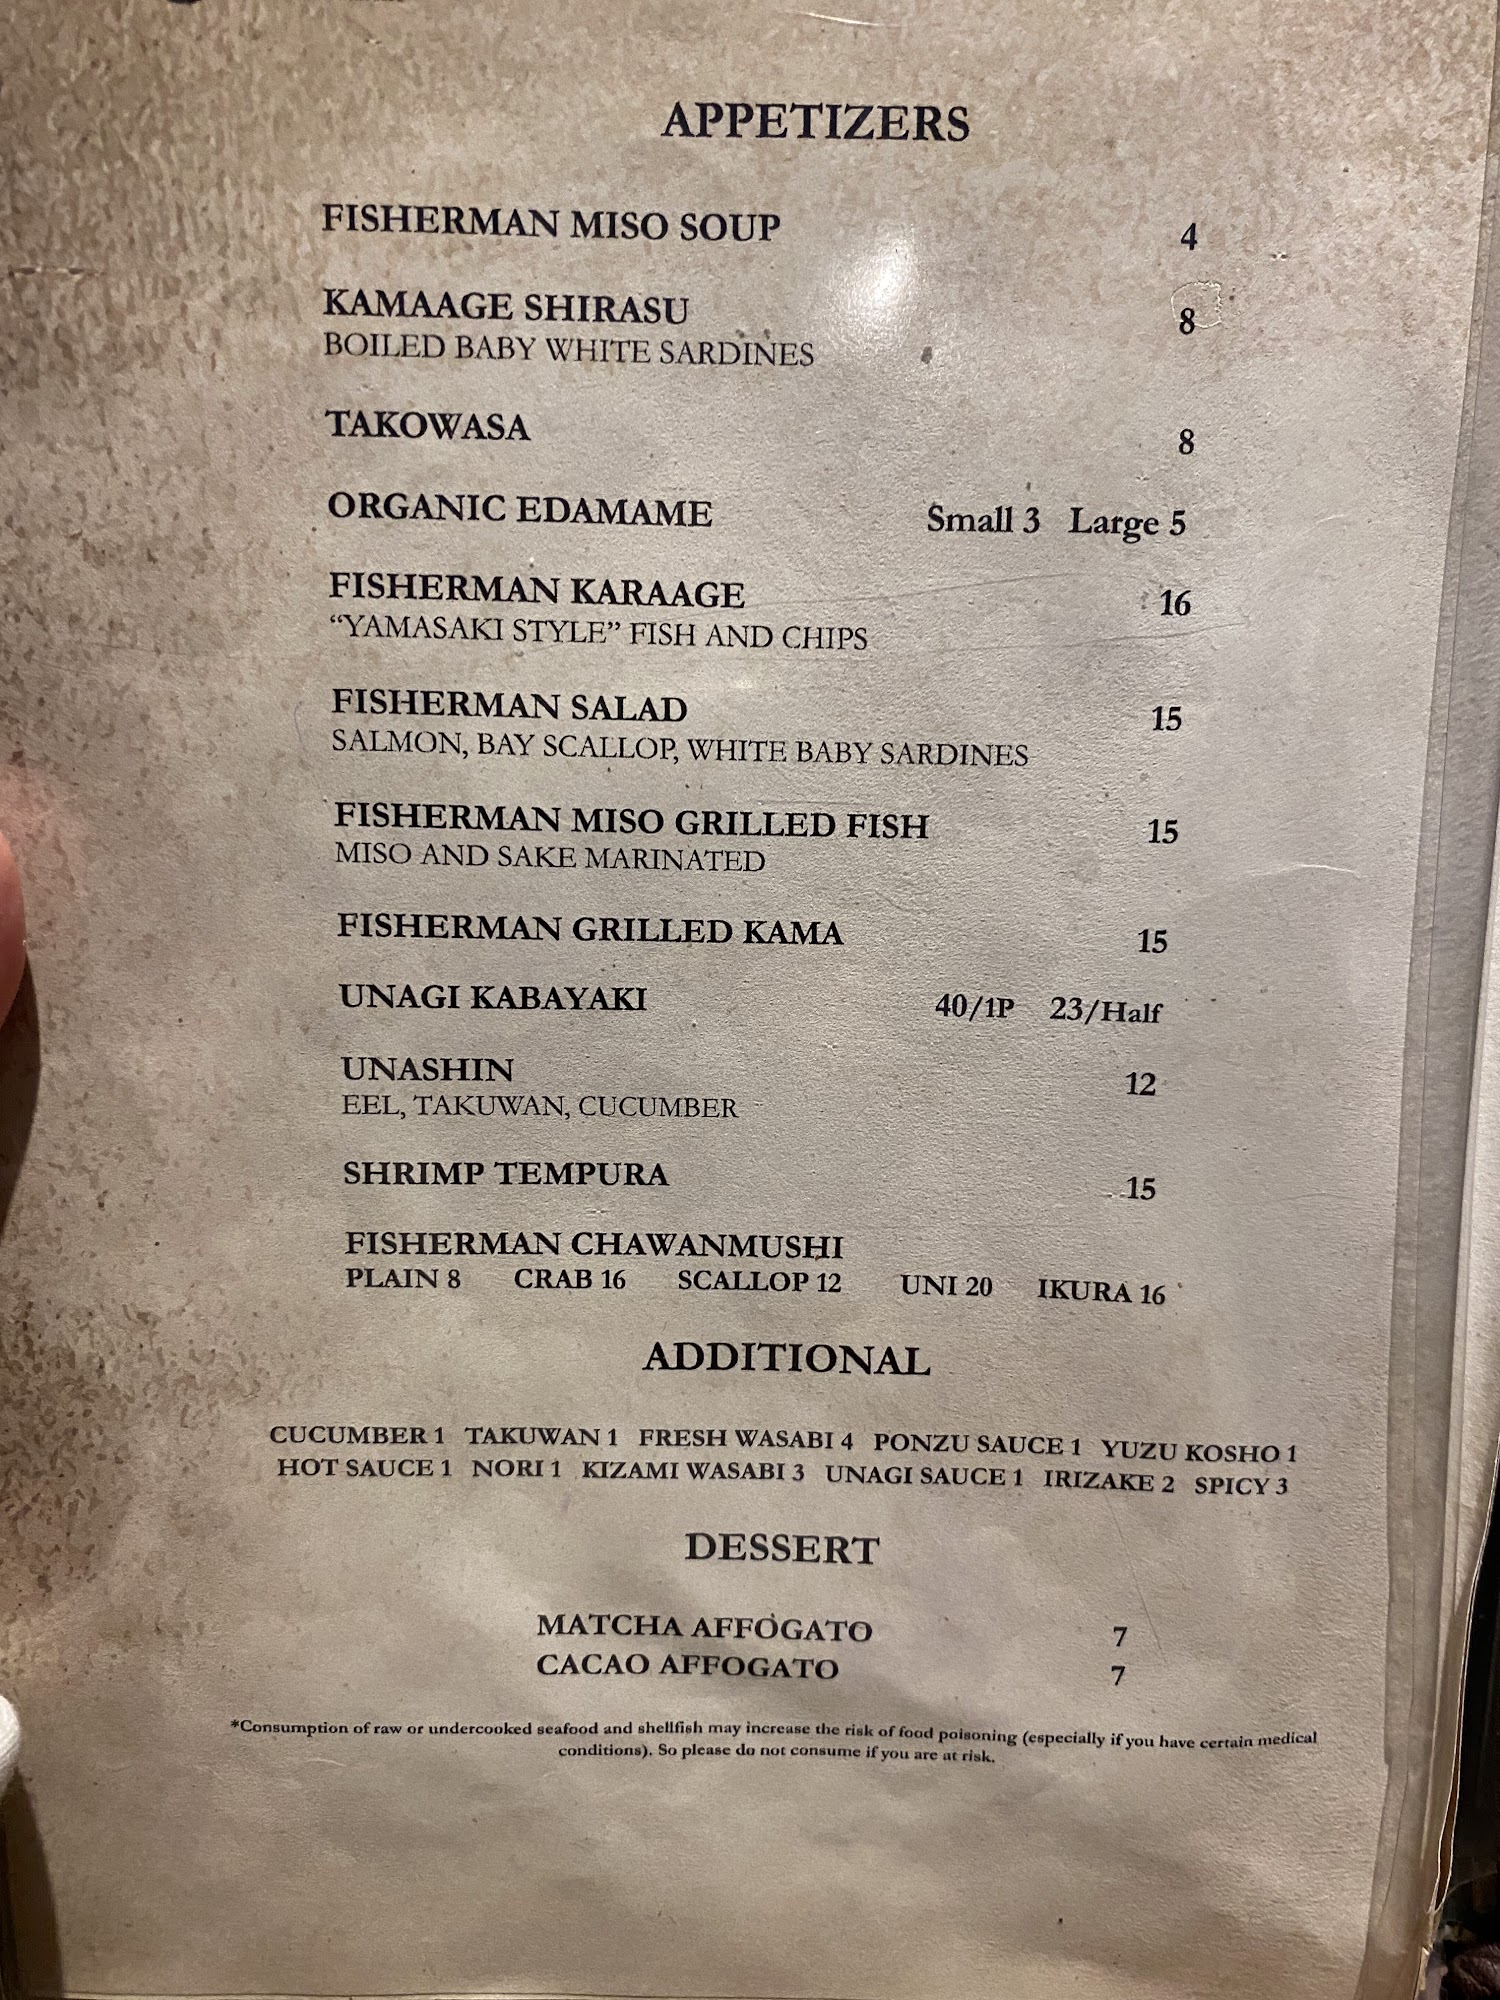 APPETIZERS
FISHERMAN MISO SOUP 4
KAMAAGE SHIRASU 8
BOILED BABY WHITE SARDINES
TAKOWASA 8
ORGANIC EDAMAME Small 3 Large 5
FISHERMAN KARAAGE 16
“YAMASAKI STYLE” FISH AND CHIPS
FISHERMAN SALAD 15
SALMON, BAY SCALLOP, WHITE BABY SARDINES
FISHERMAN MISO GRILLED FISH 15
MISO AND SAKE MARINATED
FISHERMAN GRILLED KAMA 15
UNAGI KABAYAKI 40/1P 23/Half
UNASHIN 12
EEL, TAKUWAN, CUCUMBER
SHRIMP TEMPURA 15
FISHERMAN CHAWANMUSHI
PLAIN 8 CRAB 16 SCALLOP 12 UNI 20 IKURA 16
ADDITIONAL
CUCUMBER 1 TAKUWAN 1 FRESH WASABI 4 PONZU SAUCE 1 YUZU KOSHO 1
HOT SAUCE 1 NORI 1 KIZAMI WASABI 3 UNAGI SAUCE 1 IRIZAKE 2 SPICY 3
DESSERT
MATCHA AFFOGATO 7
CACAO AFFOGATO 7
*Consumption of raw or undercooked seafood and shellfish may increase the risk of food poisoning (especially if you have certain medical
conditions). So please do not consume if you are at risk.